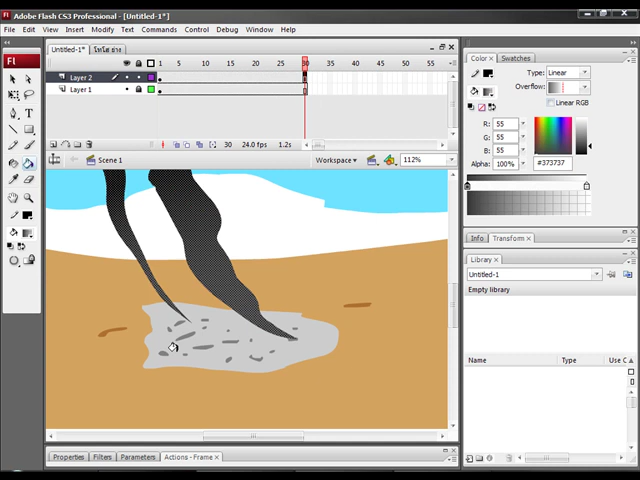 Adobe Flash CS3 Professional - [Untitled-1*]
File Edit View Insert Modify Text Commands Control Debug Window Help
Untitled-1*
1 5 10 15 20 25 30 35 40 45 50 55
Layer 2
Layer 1
30 24.0 fps 1.2s
Scene 1
Workspace
112%
Properties Filters Parameters Actions - Frame
Fl
Color Swatches
Type: Linear
Overflow:
Linear RGB
R: 55
G: 55
B: 55
Alpha: 100%
#373737
Info Transform
Library
Untitled-1
Empty library
Name Type Use C